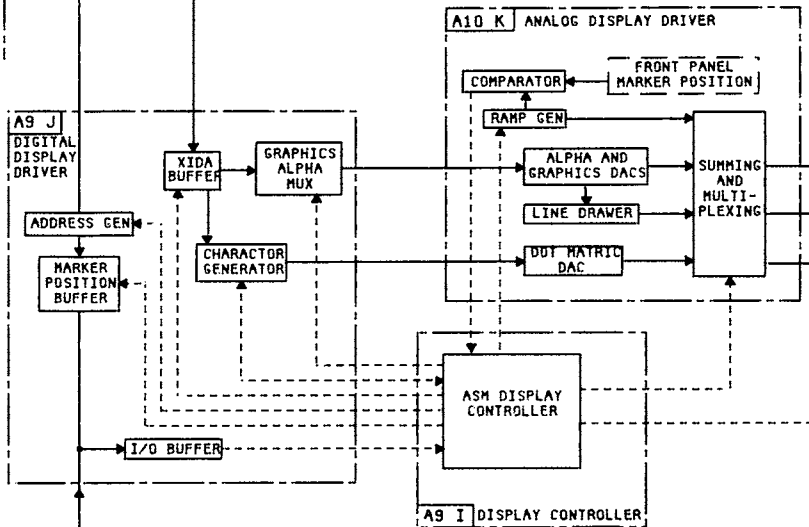 A10 K ANALOG DISPLAY DRIVER
FRONT PANEL
MARKER POSITION
COMPARATOR
RAMP GEN
A9 J
DIGITAL
DISPLAY
DRIVER
XIDA
BUFFER
GRAPHICS
ALPHA
MUX
ALPHA AND
GRAPHICS DACS
SUMMING
AND
MULTI-
PLEXING
LINE DRAWER
ADDRESS GEN
CHARACTOR
GENERATOR
DOT MATRIC
DAC
MARKER
POSITION
BUFFER
ASM DISPLAY
CONTROLLER
I/O BUFFER
A9 I DISPLAY CONTROLLER